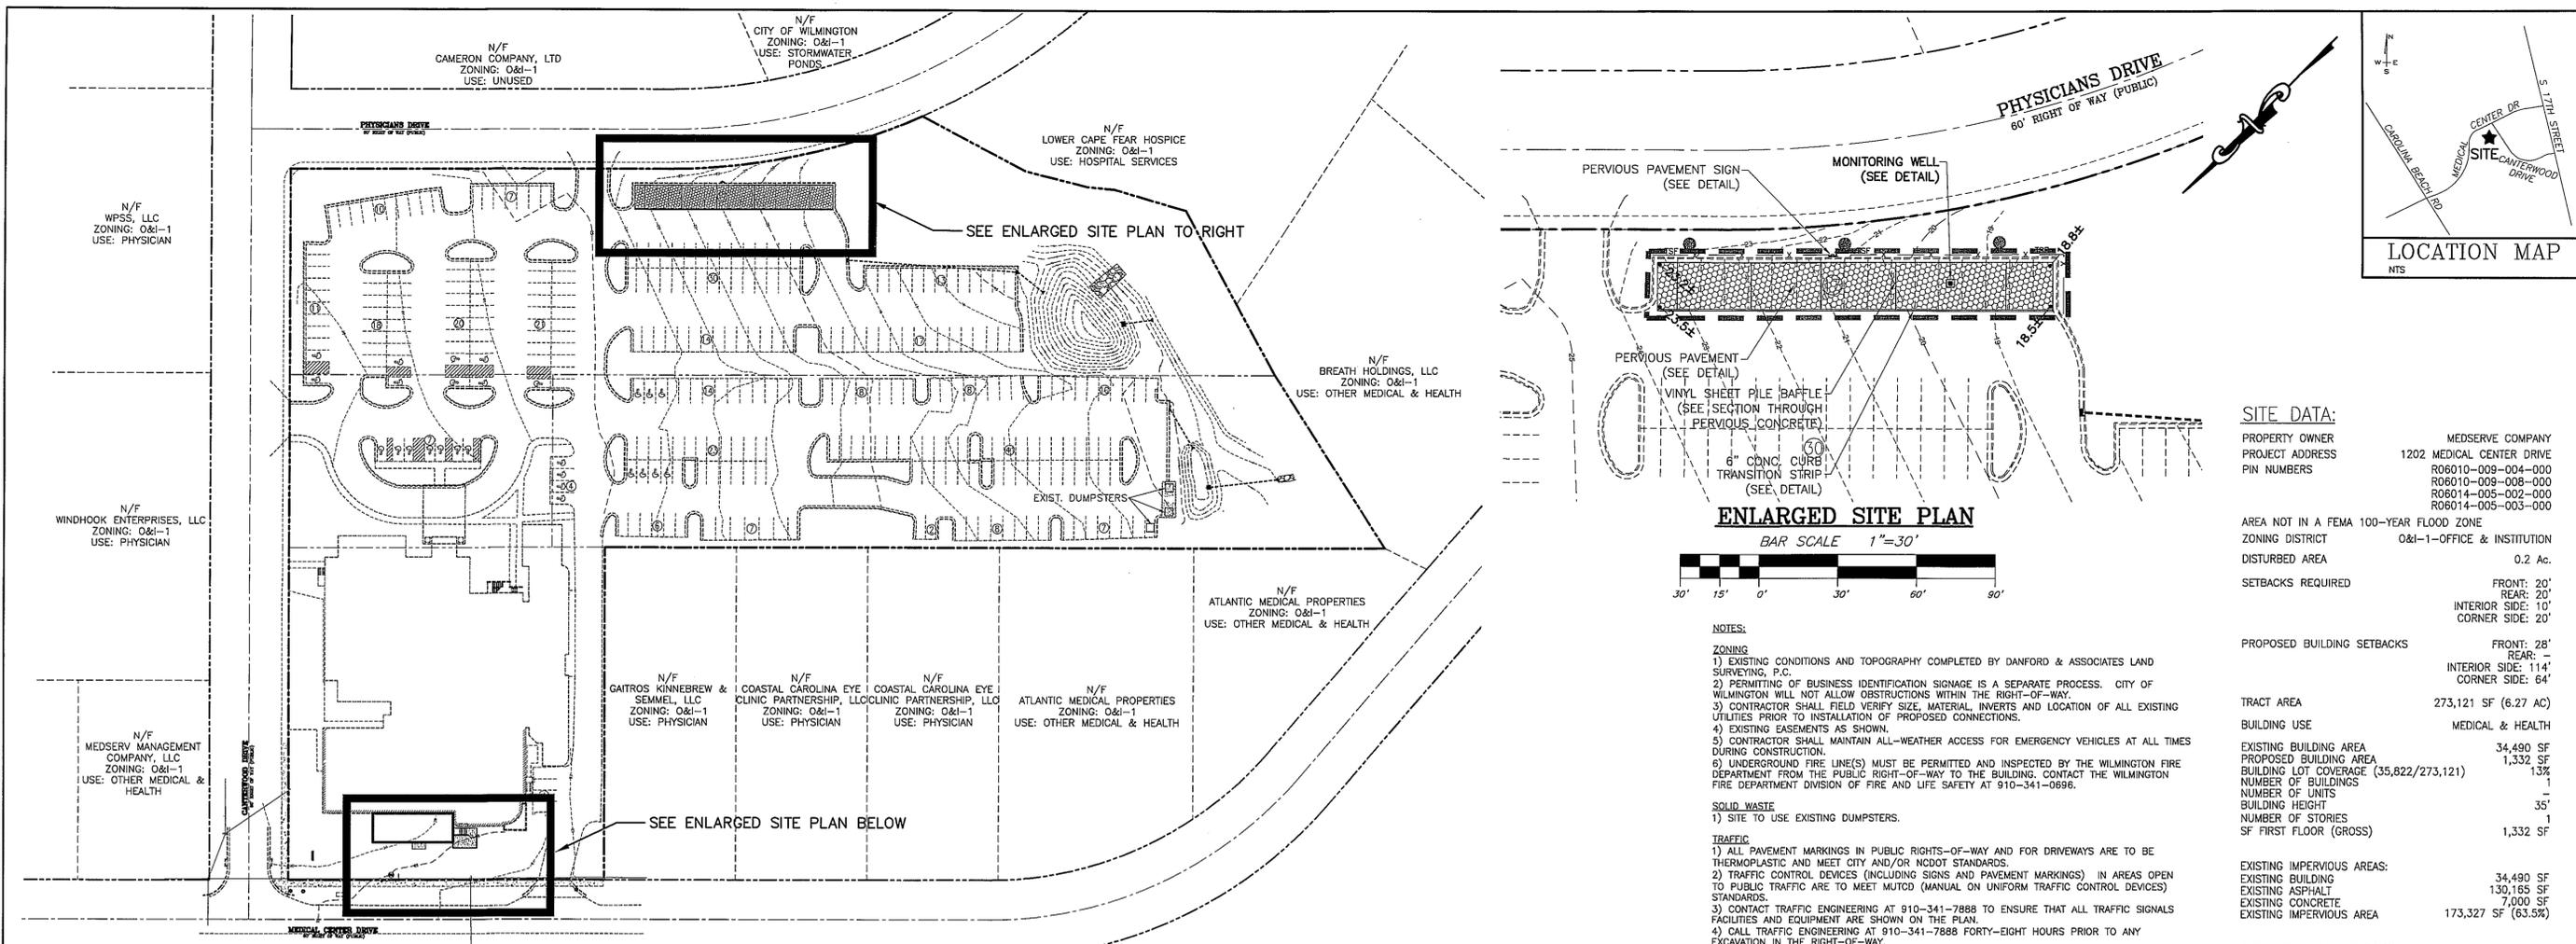 N/F
CAMERON COMPANY, LTD
ZONING: O&I-1
USE: UNUSED
N/F
CITY OF WILMINGTON
ZONING: O&I-1
USE: STORMWATER
PONDS
PHYSICIANS DRIVE
N/F
LOWER CAPE FEAR HOSPICE
ZONING: O&I-1
USE: HOSPITAL SERVICES
N/F
WPSS, LLC
ZONING: O&I-1
USE: PHYSICIAN
SEE ENLARGED SITE PLAN TO RIGHT
N/F
BREATH HOLDINGS, LLC
ZONING: O&I-1
USE: OTHER MEDICAL & HEALTH
N/F
WINDHOOK ENTERPRISES, LLC
ZONING: O&I-1
USE: PHYSICIAN
EXIST. DUMPSTERS
N/F
ATLANTIC MEDICAL PROPERTIES
ZONING: O&I-1
USE: OTHER MEDICAL & HEALTH
N/F
GAITROS KINNEBREW &
SEMMEL, LLC
ZONING: O&I-1
USE: PHYSICIAN
N/F
COASTAL CAROLINA EYE
CLINIC PARTNERSHIP, LLC
ZONING: O&I-1
USE: PHYSICIAN
N/F
COASTAL CAROLINA EYE
CLINIC PARTNERSHIP, LLC
ZONING: O&I-1
USE: PHYSICIAN
N/F
ATLANTIC MEDICAL PROPERTIES
ZONING: O&I-1
USE: OTHER MEDICAL & HEALTH
N/F
MEDSERV MANAGEMENT
COMPANY, LLC
ZONING: O&I-1
USE: OTHER MEDICAL &
HEALTH
CANTERWOOD DRIVE
SEE ENLARGED SITE PLAN BELOW
MEDICAL CENTER DRIVE
PHYSICIANS DRIVE
60' RIGHT OF WAY (PUBLIC)
PERVIOUS PAVEMENT SIGN
(SEE DETAIL)
MONITORING WELL
(SEE DETAIL)
18.8±
23.5±
18.5±
PERVIOUS PAVEMENT
(SEE DETAIL)
VINYL SHEET PILE BAFFLE
(SEE SECTION THROUGH
PERVIOUS CONCRETE)
30
6" CONC. CURB
TRANSITION STRIP
(SEE DETAIL)
ENLARGED SITE PLAN
BAR SCALE 1"=30'
30' 15' 0' 30' 60' 90'
NOTES:
ZONING
1) EXISTING CONDITIONS AND TOPOGRAPHY COMPLETED BY DANFORD & ASSOCIATES LAND
SURVEYING, P.C.
2) PERMITTING OF BUSINESS IDENTIFICATION SIGNAGE IS A SEPARATE PROCESS. CITY OF
WILMINGTON WILL NOT ALLOW OBSTRUCTIONS WITHIN THE RIGHT-OF-WAY.
3) CONTRACTOR SHALL FIELD VERIFY SIZE, MATERIAL, INVERTS AND LOCATION OF ALL EXISTING
UTILITIES PRIOR TO INSTALLATION OF PROPOSED CONNECTIONS.
4) EXISTING EASEMENTS AS SHOWN.
5) CONTRACTOR SHALL MAINTAIN ALL-WEATHER ACCESS FOR EMERGENCY VEHICLES AT ALL TIMES
DURING CONSTRUCTION.
6) UNDERGROUND FIRE LINE(S) MUST BE PERMITTED AND INSPECTED BY THE WILMINGTON FIRE
DEPARTMENT FROM THE PUBLIC RIGHT-OF-WAY TO THE BUILDING. CONTACT THE WILMINGTON
FIRE DEPARTMENT DIVISION OF FIRE AND LIFE SAFETY AT 910-341-0696.
SOLID WASTE
1) SITE TO USE EXISTING DUMPSTERS.
TRAFFIC
1) ALL PAVEMENT MARKINGS IN PUBLIC RIGHTS-OF-WAY AND FOR DRIVEWAYS ARE TO BE
THERMOPLASTIC AND MEET CITY AND/OR NCDOT STANDARDS.
2) TRAFFIC CONTROL DEVICES (INCLUDING SIGNS AND PAVEMENT MARKINGS) IN AREAS OPEN
TO PUBLIC TRAFFIC ARE TO MEET MUTCD (MANUAL ON UNIFORM TRAFFIC CONTROL DEVICES)
STANDARDS.
3) CONTACT TRAFFIC ENGINEERING AT 910-341-7888 TO ENSURE THAT ALL TRAFFIC SIGNALS
FACILITIES AND EQUIPMENT ARE SHOWN ON THE PLAN.
4) CALL TRAFFIC ENGINEERING AT 910-341-7888 FORTY-EIGHT HOURS PRIOR TO ANY
EXCAVATION IN THE RIGHT-OF-WAY.
N
W E
S
S 17TH STREET
MEDICAL CENTER DR
SITE
CANTERWOOD
DRIVE
CAROLINA BEACH RD
LOCATION MAP
NTS
SITE DATA:
PROPERTY OWNER MEDSERVE COMPANY
PROJECT ADDRESS 1202 MEDICAL CENTER DRIVE
PIN NUMBERS R06010-009-004-000
R06010-009-008-000
R06014-005-002-000
R06014-005-003-000
AREA NOT IN A FEMA 100-YEAR FLOOD ZONE
ZONING DISTRICT O&I-1-OFFICE & INSTITUTION
DISTURBED AREA 0.2 Ac.
SETBACKS REQUIRED FRONT: 20'
REAR: 20'
INTERIOR SIDE: 10'
CORNER SIDE: 20'
PROPOSED BUILDING SETBACKS FRONT: 28'
REAR: -
INTERIOR SIDE: 114'
CORNER SIDE: 64'
TRACT AREA 273,121 SF (6.27 AC)
BUILDING USE MEDICAL & HEALTH
EXISTING BUILDING AREA 34,490 SF
PROPOSED BUILDING AREA 1,332 SF
BUILDING LOT COVERAGE (35,822/273,121) 13%
NUMBER OF BUILDINGS 1
NUMBER OF UNITS -
BUILDING HEIGHT 35'
NUMBER OF STORIES 1
SF FIRST FLOOR (GROSS) 1,332 SF
EXISTING IMPERVIOUS AREAS:
EXISTING BUILDING 34,490 SF
EXISTING ASPHALT 130,165 SF
EXISTING CONCRETE 7,000 SF
EXISTING IMPERVIOUS AREA 173,327 SF (63.5%)